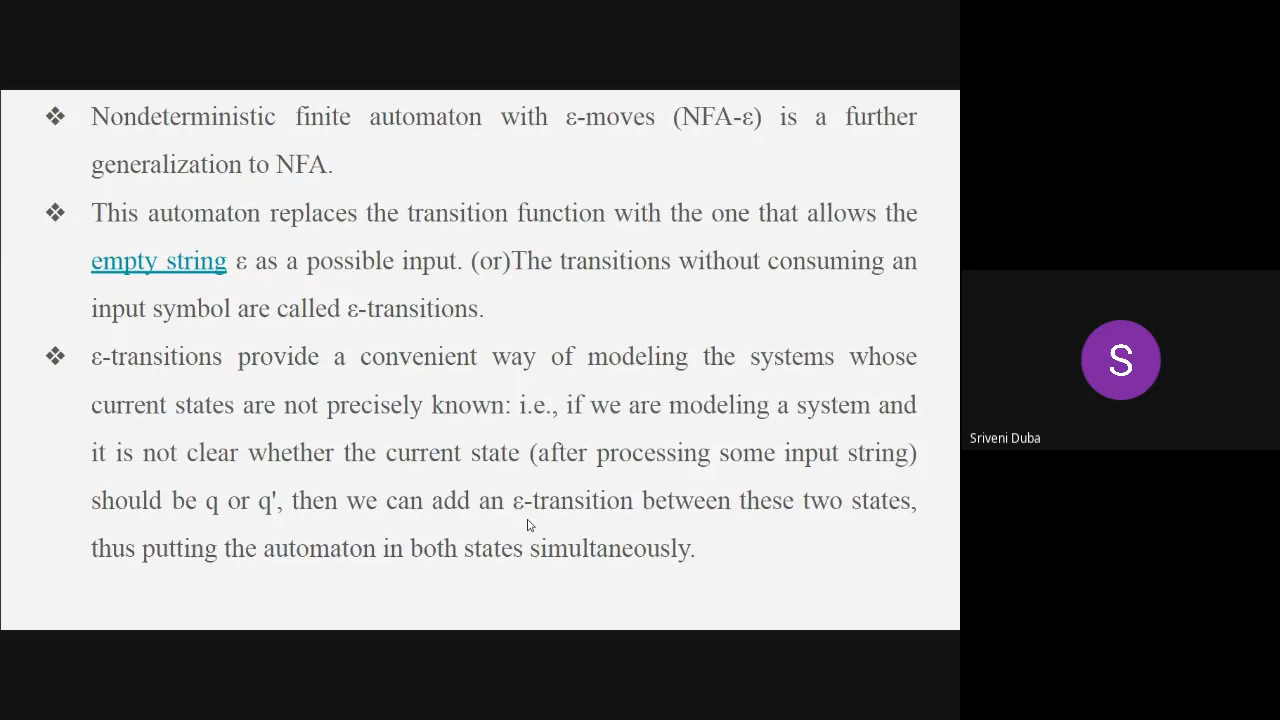 ❖ Nondeterministic finite automaton with ε-moves (NFA-ε) is a further
generalization to NFA.
❖ This automaton replaces the transition function with the one that allows the
empty string ε as a possible input. (or)The transitions without consuming an
input symbol are called ε-transitions.
❖ ε-transitions provide a convenient way of modeling the systems whose
current states are not precisely known: i.e., if we are modeling a system and
it is not clear whether the current state (after processing some input string)
should be q or q', then we can add an ε-transition between these two states,
thus putting the automaton in both states simultaneously.
S
Sriveni Duba